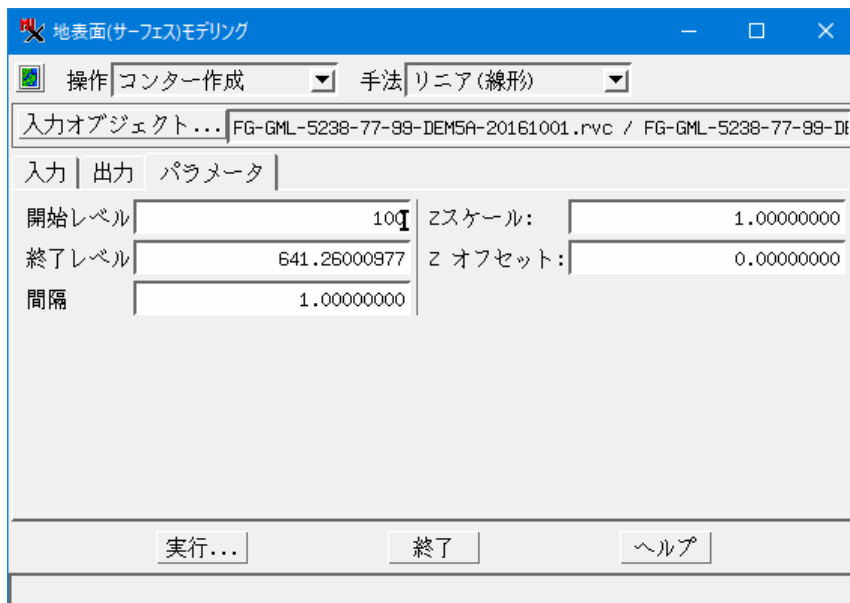 地表面(サーフェス)モデリング
操作 コンター作成 手法 リニア(線形)
入力オブジェクト... FG-GML-5238-77-99-DEM5A-20161001.rvc / FG-GML-5238-77-99-DE
入力 出力 パラメータ
開始レベル 100 Zスケール: 1.00000000
終了レベル 641.26000977 Z オフセット: 0.00000000
間隔 1.00000000
実行... 終了 ヘルプ